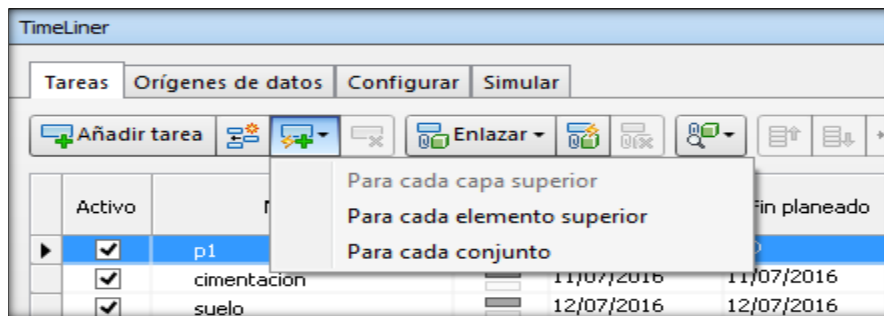 TimeLiner
Tareas Orígenes de datos Configurar Simular
Añadir tarea Enlazar
Para cada capa superior
Para cada elemento superior
Para cada conjunto
Activo Fin planeado
p1
cimentación 11/07/2016 11/07/2016
suelo 12/07/2016 12/07/2016